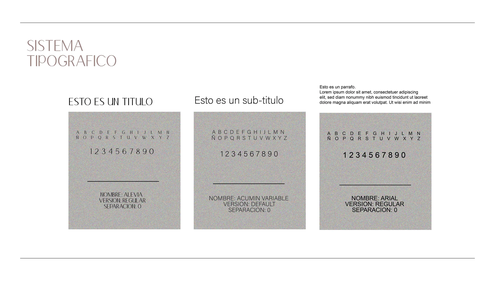 SISTEMA
TIPOGRAFICO
ESTO ES UN TITULO
A B C D E F G H I J L M N
Ñ O P Q R S T U V W X Y Z
1 2 3 4 5 6 7 8 9 0
NOMBRE: ALEVIA
VERSION: REGULAR
SEPARACION: 0
Esto es un sub-titulo
A B C D E F G H I J L M N
Ñ O P Q R S T U V W X Y Z
1 2 3 4 5 6 7 8 9 0
NOMBRE: ACUMIN VARIABLE
VERSION: DEFAULT
SEPARACION: 0
Esto es un parrafo.
Lorem ipsum dolor sit amet, consectetuer adipiscing
elit, sed diam nonummy nibh euismod tincidunt ut laoreet
dolore magna aliquam erat volutpat. Ut wisi enim ad minim
A B C D E F G H I J L M N
Ñ O P Q R S T U V W X Y Z
1 2 3 4 5 6 7 8 9 0
NOMBRE: ARIAL
VERSION: REGULAR
SEPARACION: 0